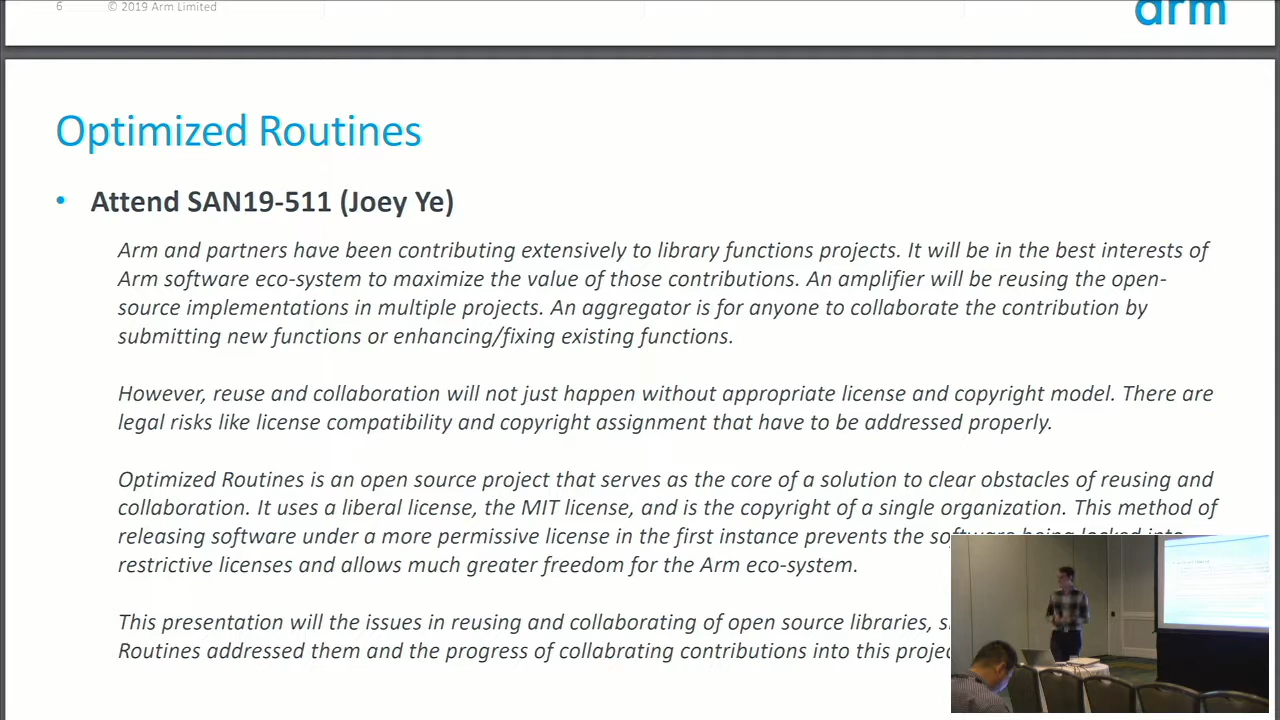 6 © 2019 Arm Limited
arm
Optimized Routines
• Attend SAN19-511 (Joey Ye)
Arm and partners have been contributing extensively to library functions projects. It will be in the best interests of
Arm software eco-system to maximize the value of those contributions. An amplifier will be reusing the open-
source implementations in multiple projects. An aggregator is for anyone to collaborate the contribution by
submitting new functions or enhancing/fixing existing functions.
However, reuse and collaboration will not just happen without appropriate license and copyright model. There are
legal risks like license compatibility and copyright assignment that have to be addressed properly.
Optimized Routines is an open source project that serves as the core of a solution to clear obstacles of reusing and
collaboration. It uses a liberal license, the MIT license, and is the copyright of a single organization. This method of
releasing software under a more permissive license in the first instance prevents the software being locked into
restrictive licenses and allows much greater freedom for the Arm eco-system.
This presentation will the issues in reusing and collaborating of open source libraries,
Routines addressed them and the progress of collabrating contributions into this